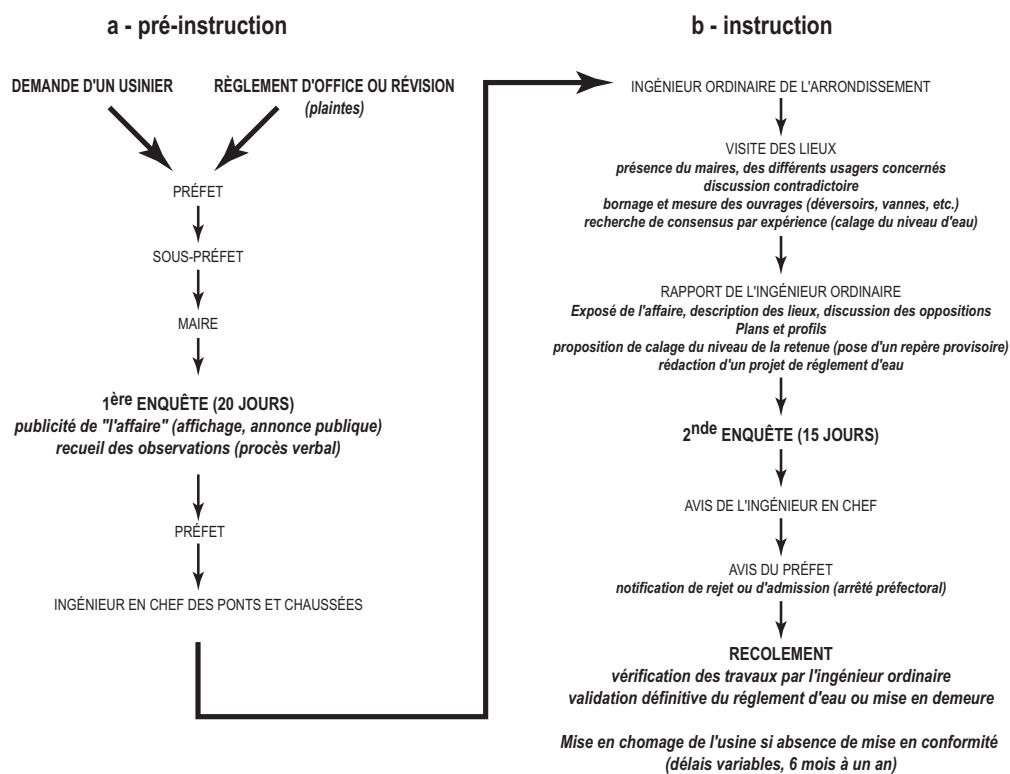 a - pré-instruction
DEMANDE D'UN USINIER
RÈGLEMENT D'OFFICE OU RÉVISION
(plaintes)
PRÉFET
SOUS-PRÉFET
MAIRE
1ère ENQUÊTE (20 JOURS)
publicité de "l'affaire" (affichage, annonce publique)
recueil des observations (procès verbal)
PRÉFET
INGÉNIEUR EN CHEF DES PONTS ET CHAUSSÉES
b - instruction
INGÉNIEUR ORDINAIRE DE L'ARRONDISSEMENT
VISITE DES LIEUX
présence du maires, des différents usagers concernés
discussion contradictoire
bornage et mesure des ouvrages (déversoirs, vannes, etc.)
recherche de consensus par expérience (calage du niveau d'eau)
RAPPORT DE L'INGÉNIEUR ORDINAIRE
Exposé de l'affaire, description des lieux, discussion des oppositions
Plans et profils
proposition de calage du niveau de la retenue (pose d'un repère provisoire)
rédaction d'un projet de réglement d'eau
2nde ENQUÊTE (15 JOURS)
AVIS DE L'INGÉNIEUR EN CHEF
AVIS DU PRÉFET
notification de rejet ou d'admission (arrêté préfectoral)
RECOLEMENT
vérification des travaux par l'ingénieur ordinaire
validation définitive du réglement d'eau ou mise en demeure
Mise en chomage de l'usine si absence de mise en conformité
(délais variables, 6 mois à un an)